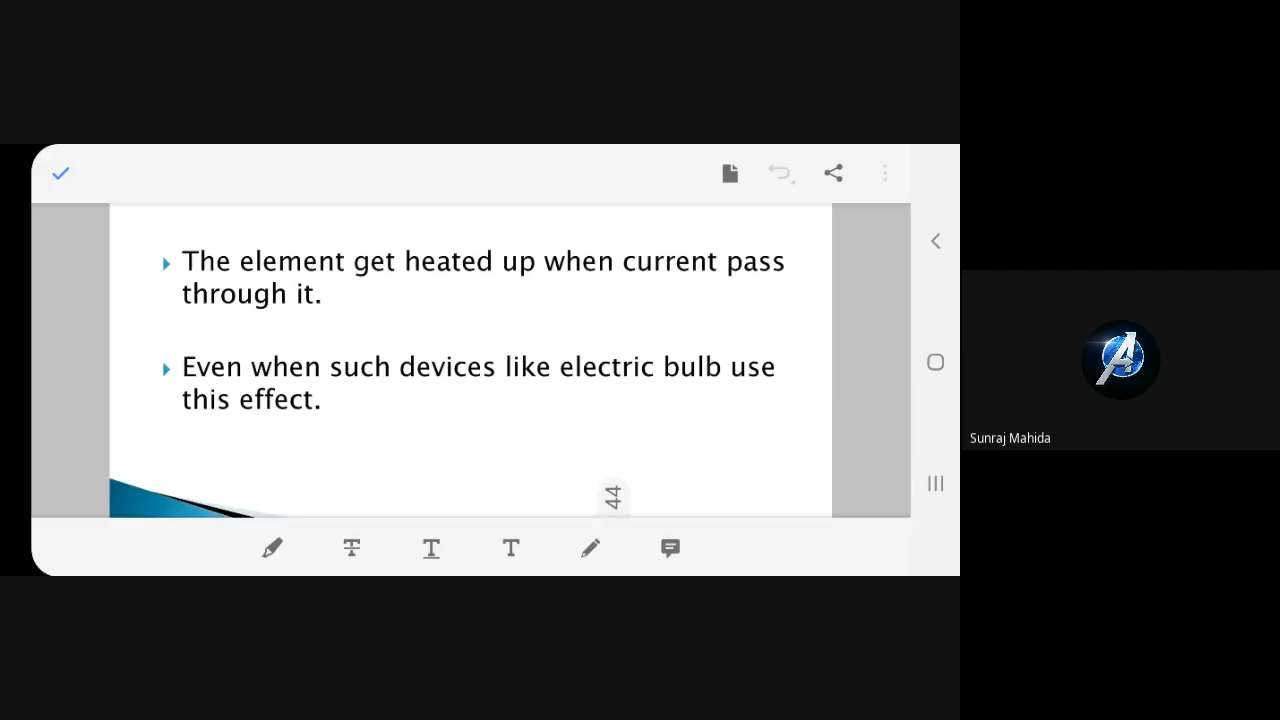 The element get heated up when current pass
through it.
Even when such devices like electric bulb use
this effect.
44
Sunraj Mahida